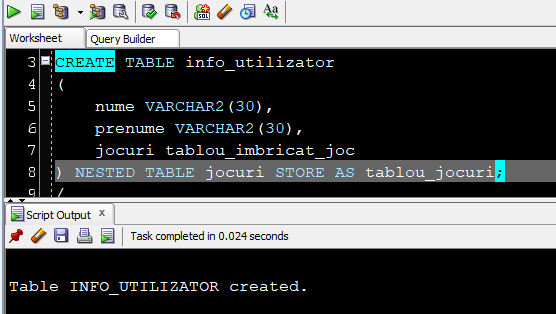 SQL
Aa
Worksheet Query Builder
3 CREATE TABLE info_utilizator
4 (
5 nume VARCHAR2(30),
6 prenume VARCHAR2(30),
7 jocuri tablou_imbricat_joc
8 ) NESTED TABLE jocuri STORE AS tablou_jocuri;
9 /
Script Output x
Task completed in 0.024 seconds
Table INFO_UTILIZATOR created.